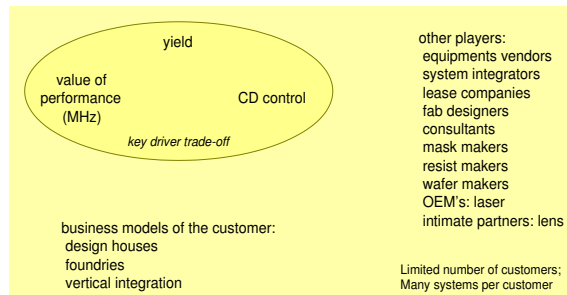 yield
value of
performance
(MHz)
CD control
key driver trade-off
business models of the customer:
design houses
foundries
vertical integration
other players:
equipments vendors
system integrators
lease companies
fab designers
consultants
mask makers
resist makers
wafer makers
OEM's: laser
intimate partners: lens
Limited number of customers;
Many systems per customer